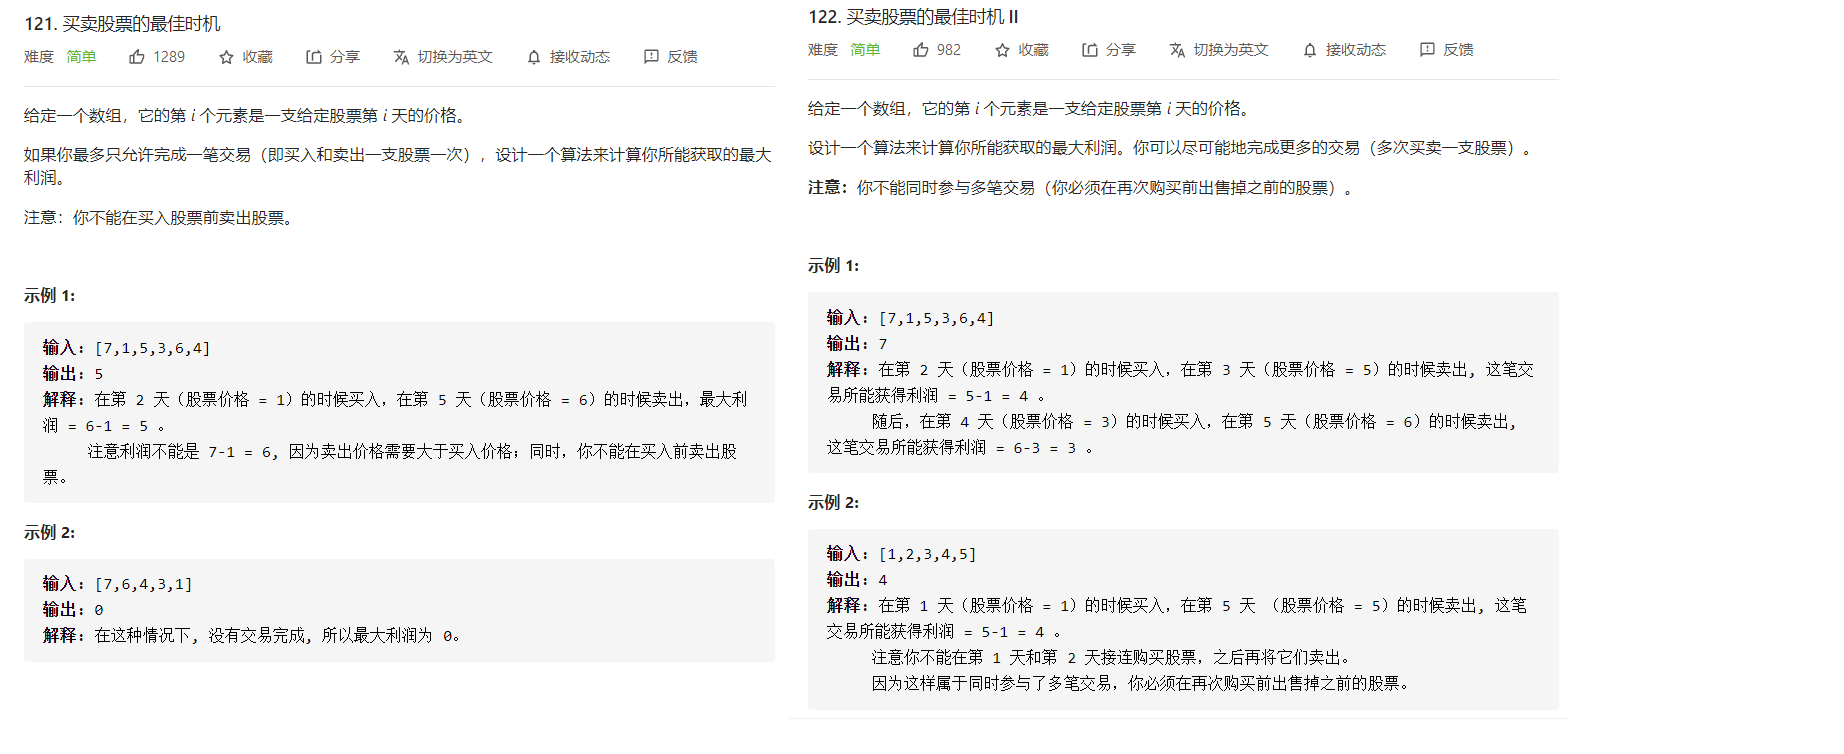 121. 买卖股票的最佳时机
难度 简单 1289 收藏 分享 切换为英文 接收动态 反馈
给定一个数组，它的第 i 个元素是一支给定股票第 i 天的价格。
如果你最多只允许完成一笔交易（即买入和卖出一支股票一次），设计一个算法来计算你所能获取的最大
利润。
注意：你不能在买入股票前卖出股票。
示例 1:
输入: [7,1,5,3,6,4]
输出: 5
解释: 在第 2 天（股票价格 = 1）的时候买入，在第 5 天（股票价格 = 6）的时候卖出，最大利
润 = 6-1 = 5 。
注意利润不能是 7-1 = 6, 因为卖出价格需要大于买入价格；同时，你不能在买入前卖出股
票。
示例 2:
输入: [7,6,4,3,1]
输出: 0
解释: 在这种情况下, 没有交易完成, 所以最大利润为 0。
122. 买卖股票的最佳时机 II
难度 简单 982 收藏 分享 切换为英文 接收动态 反馈
给定一个数组，它的第 i 个元素是一支给定股票第 i 天的价格。
设计一个算法来计算你所能获取的最大利润。你可以尽可能地完成更多的交易（多次买卖一支股票）。
注意：你不能同时参与多笔交易（你必须在再次购买前出售掉之前的股票）。
示例 1:
输入: [7,1,5,3,6,4]
输出: 7
解释: 在第 2 天（股票价格 = 1）的时候买入，在第 3 天（股票价格 = 5）的时候卖出, 这笔交
易所能获得利润 = 5-1 = 4 。
随后，在第 4 天（股票价格 = 3）的时候买入，在第 5 天（股票价格 = 6）的时候卖出,
这笔交易所能获得利润 = 6-3 = 3 。
示例 2:
输入: [1,2,3,4,5]
输出: 4
解释: 在第 1 天（股票价格 = 1）的时候买入，在第 5 天 （股票价格 = 5）的时候卖出, 这笔
交易所能获得利润 = 5-1 = 4 。
注意你不能在第 1 天和第 2 天接连购买股票，之后再将它们卖出。
因为这样属于同时参与了多笔交易，你必须在再次购买前出售掉之前的股票。